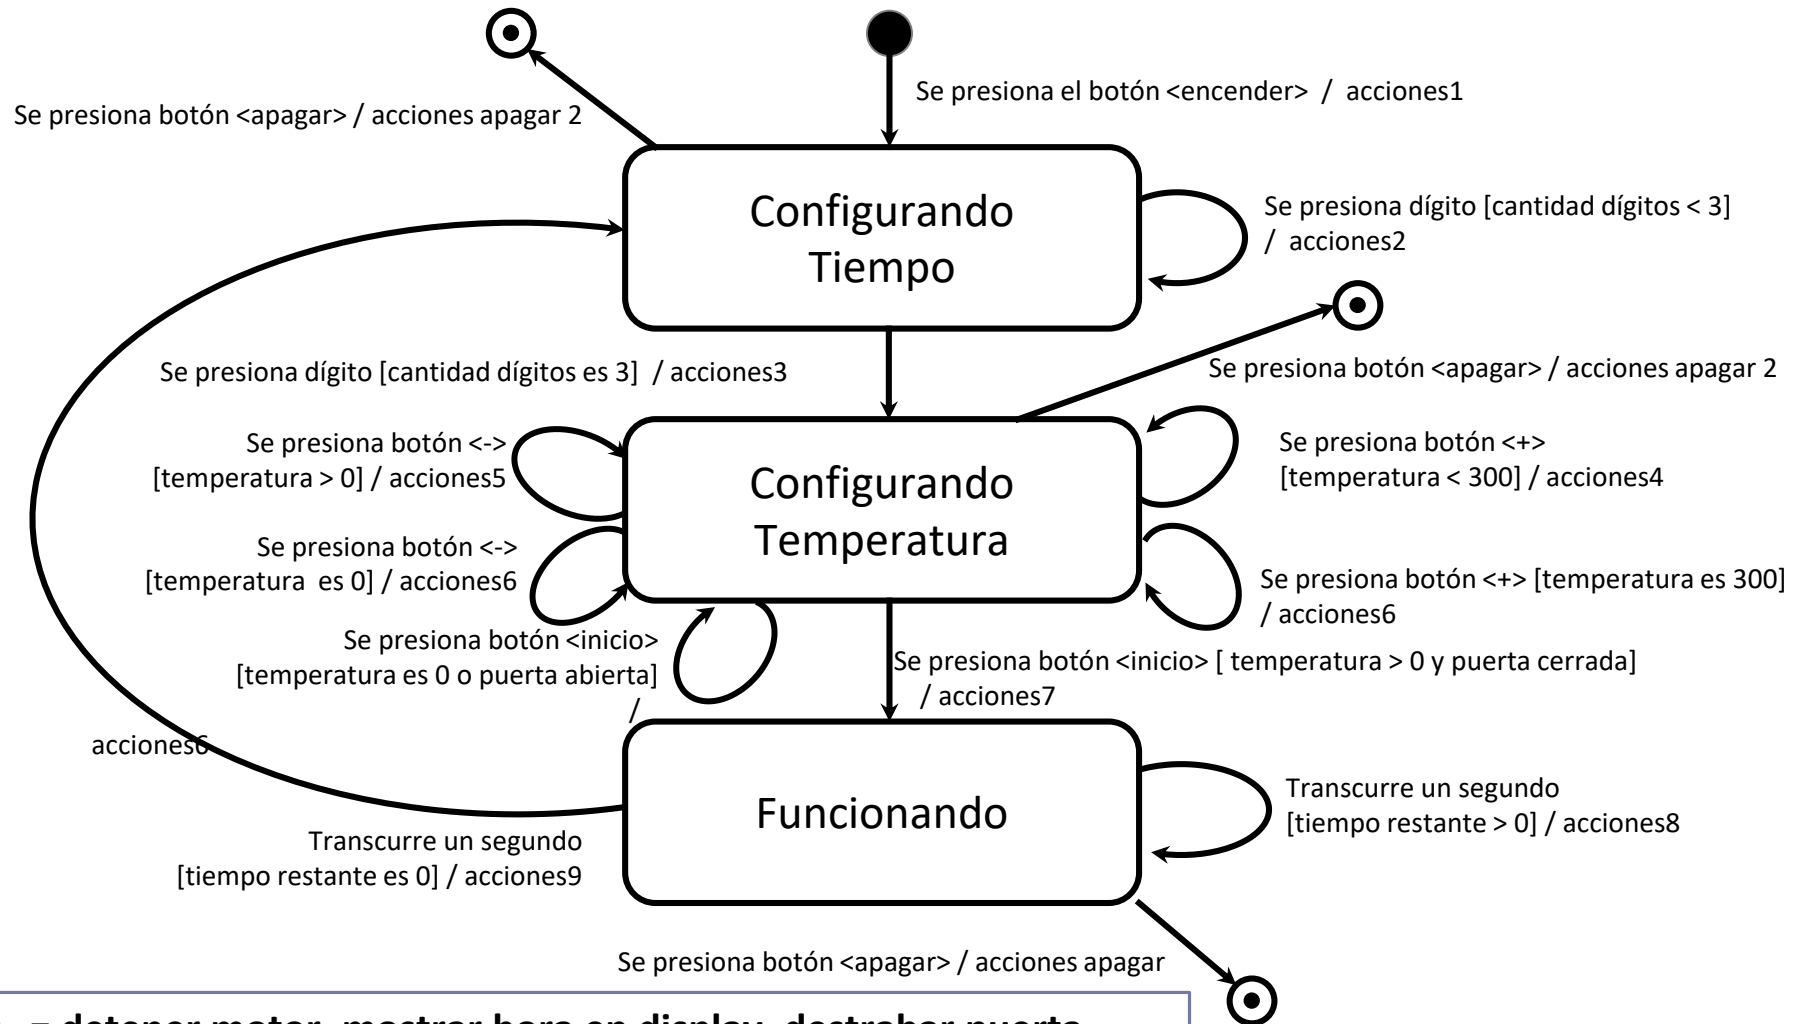 Se presiona botón <apagar> / acciones apagar 2
Se presiona el botón <encender> / acciones1
Configurando
Tiempo
Se presiona dígito [cantidad dígitos < 3]
/ acciones2
Se presiona dígito [cantidad dígitos es 3] / acciones3
Se presiona botón <apagar> / acciones apagar 2
Se presiona botón <->
[temperatura > 0] / acciones5
Configurando
Temperatura
Se presiona botón <+>
[temperatura < 300] / acciones4
Se presiona botón <->
[temperatura es 0] / acciones6
Se presiona botón <+> [temperatura es 300]
/ acciones6
Se presiona botón <inicio>
[temperatura es 0 o puerta abierta]
/
acciones6
Se presiona botón <inicio> [ temperatura > 0 y puerta cerrada]
/ acciones7
Funcionando
Transcurre un segundo
[tiempo restante > 0] / acciones8
Transcurre un segundo
[tiempo restante es 0] / acciones9
Se presiona botón <apagar> / acciones apagar
= detener motor, mostrar hora en display, destrabar puerta